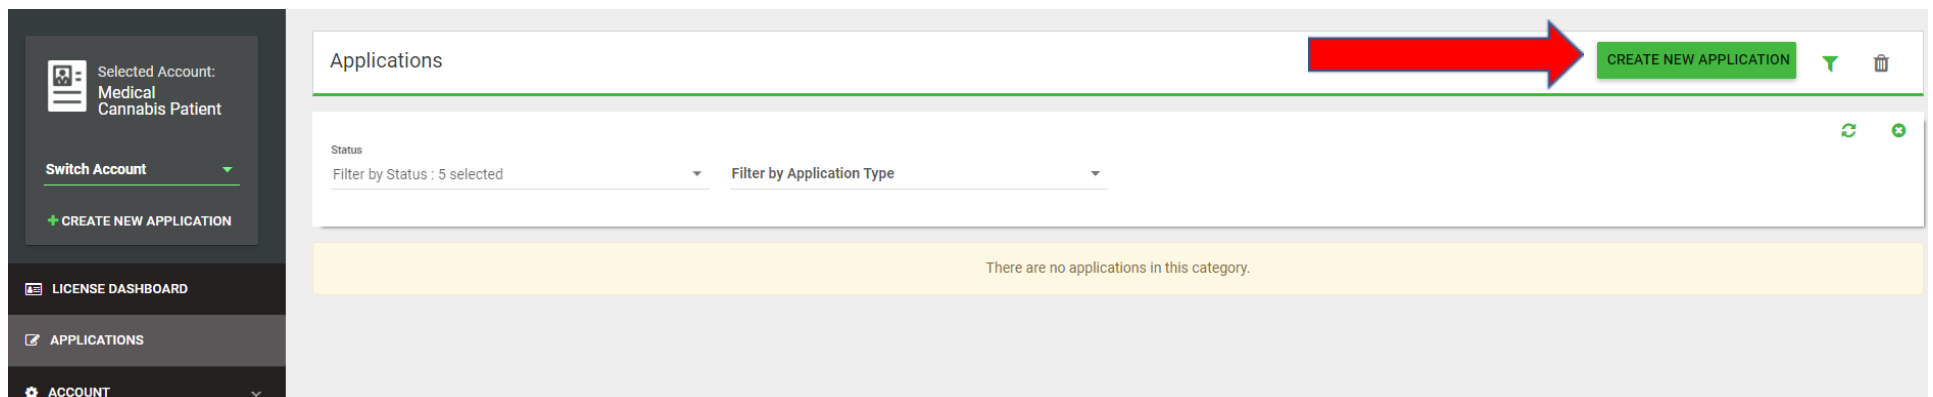 Selected Account:
Medical
Cannabis Patient
Switch Account
CREATE NEW APPLICATION
LICENSE DASHBOARD
APPLICATIONS
ACCOUNT
Applications
CREATE NEW APPLICATION
Status
Filter by Status : 5 selected
Filter by Application Type
There are no applications in this category.